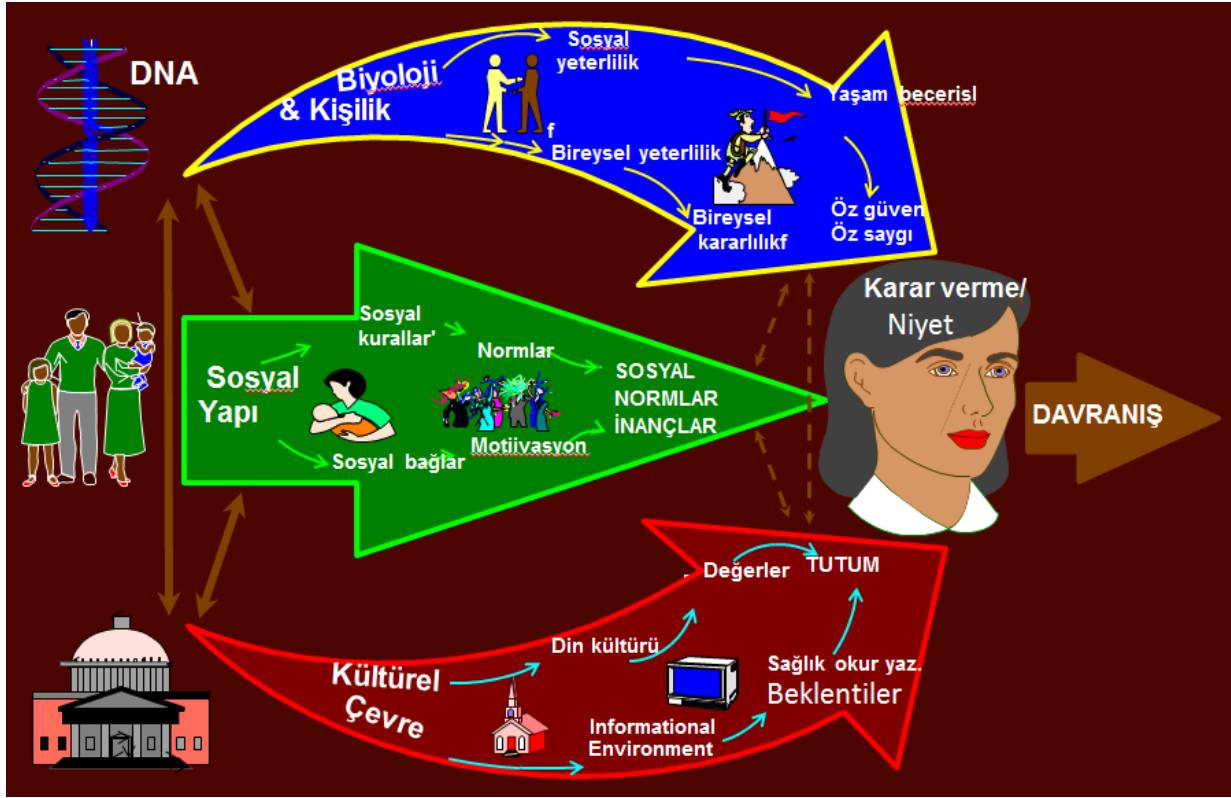 DNA
Biyoloji
& Kişilik
Sosyal
yeterlilik
f
Bireysel yeterlilik
Yaşam becerisl
Bireysel
kararlılıkf
Öz güven
Öz saygı
Sosyal
Yapı
Sosyal
kurallar'
Normlar
Sosyal bağlar
Motiivasyon
SOSYAL
NORMLAR
İNANÇLAR
Karar verme/
Niyet
DAVRANIŞ
Kültürel
Çevre
Din kültürü
Değerler
TUTUM
Informational
Environment
Sağlık okur yaz.
Beklentiler